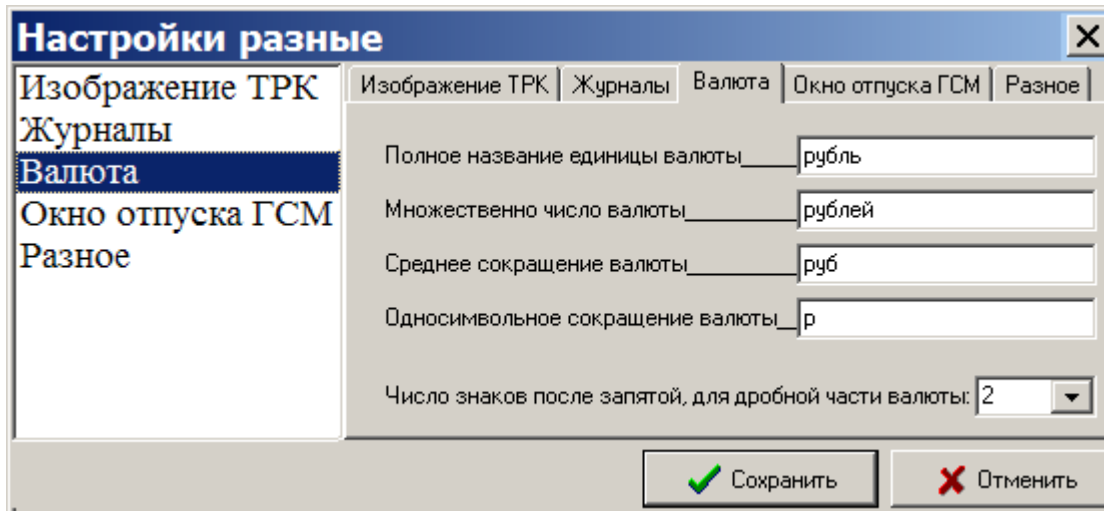 Настройки разные
Изображение ТРК
Журналы
Валюта
Окно отпуска ГСМ
Разное
Изображение ТРК Журналы Валюта Окно отпуска ГСМ Разное
Полное название единицы валюты_____ рубль
Множественно число валюты_________ рублей
Среднее сокращение валюты_________ руб
Односимвольное сокращение валюты__ р
Число знаков после запятой, для дробной части валюты: 2
Сохранить Отменить